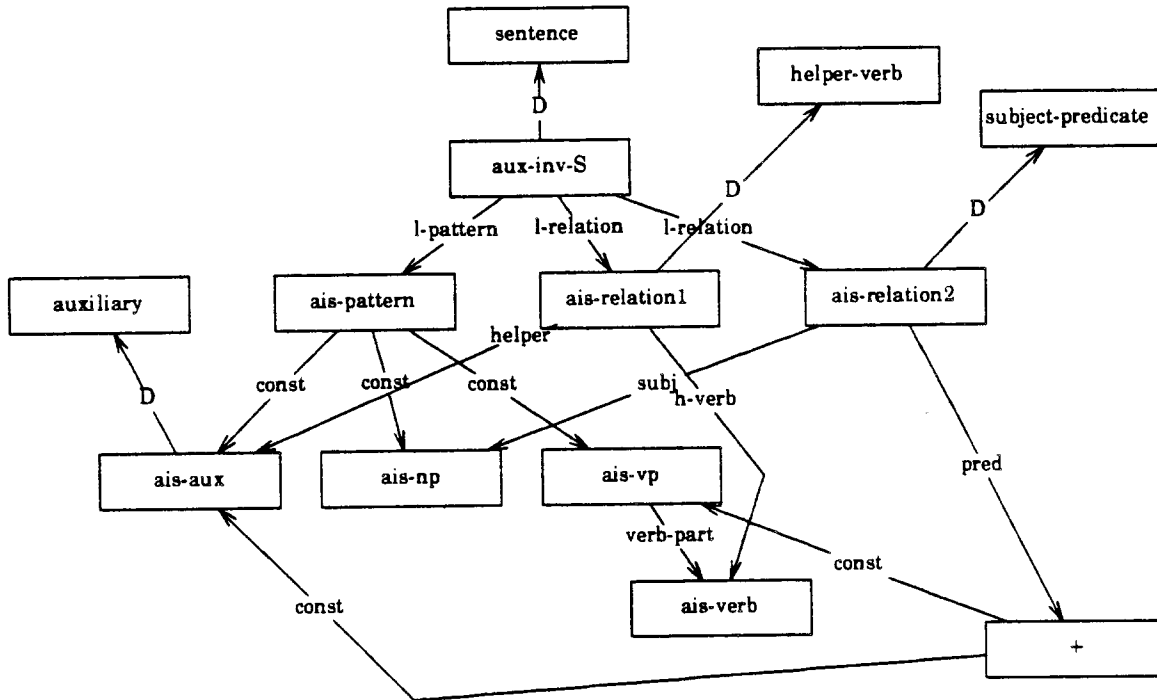 sentence
helper-verb
subject-predicate
D
aux-inv-S
D
D
l-pattern
l-relation
l-relation
auxiliary
ais-pattern
ais-relation1
ais-relation2
helper
D
const
const
const
subj
h-verb
ais-aux
ais-np
ais-vp
pred
verb-part
const
const
ais-verb
+